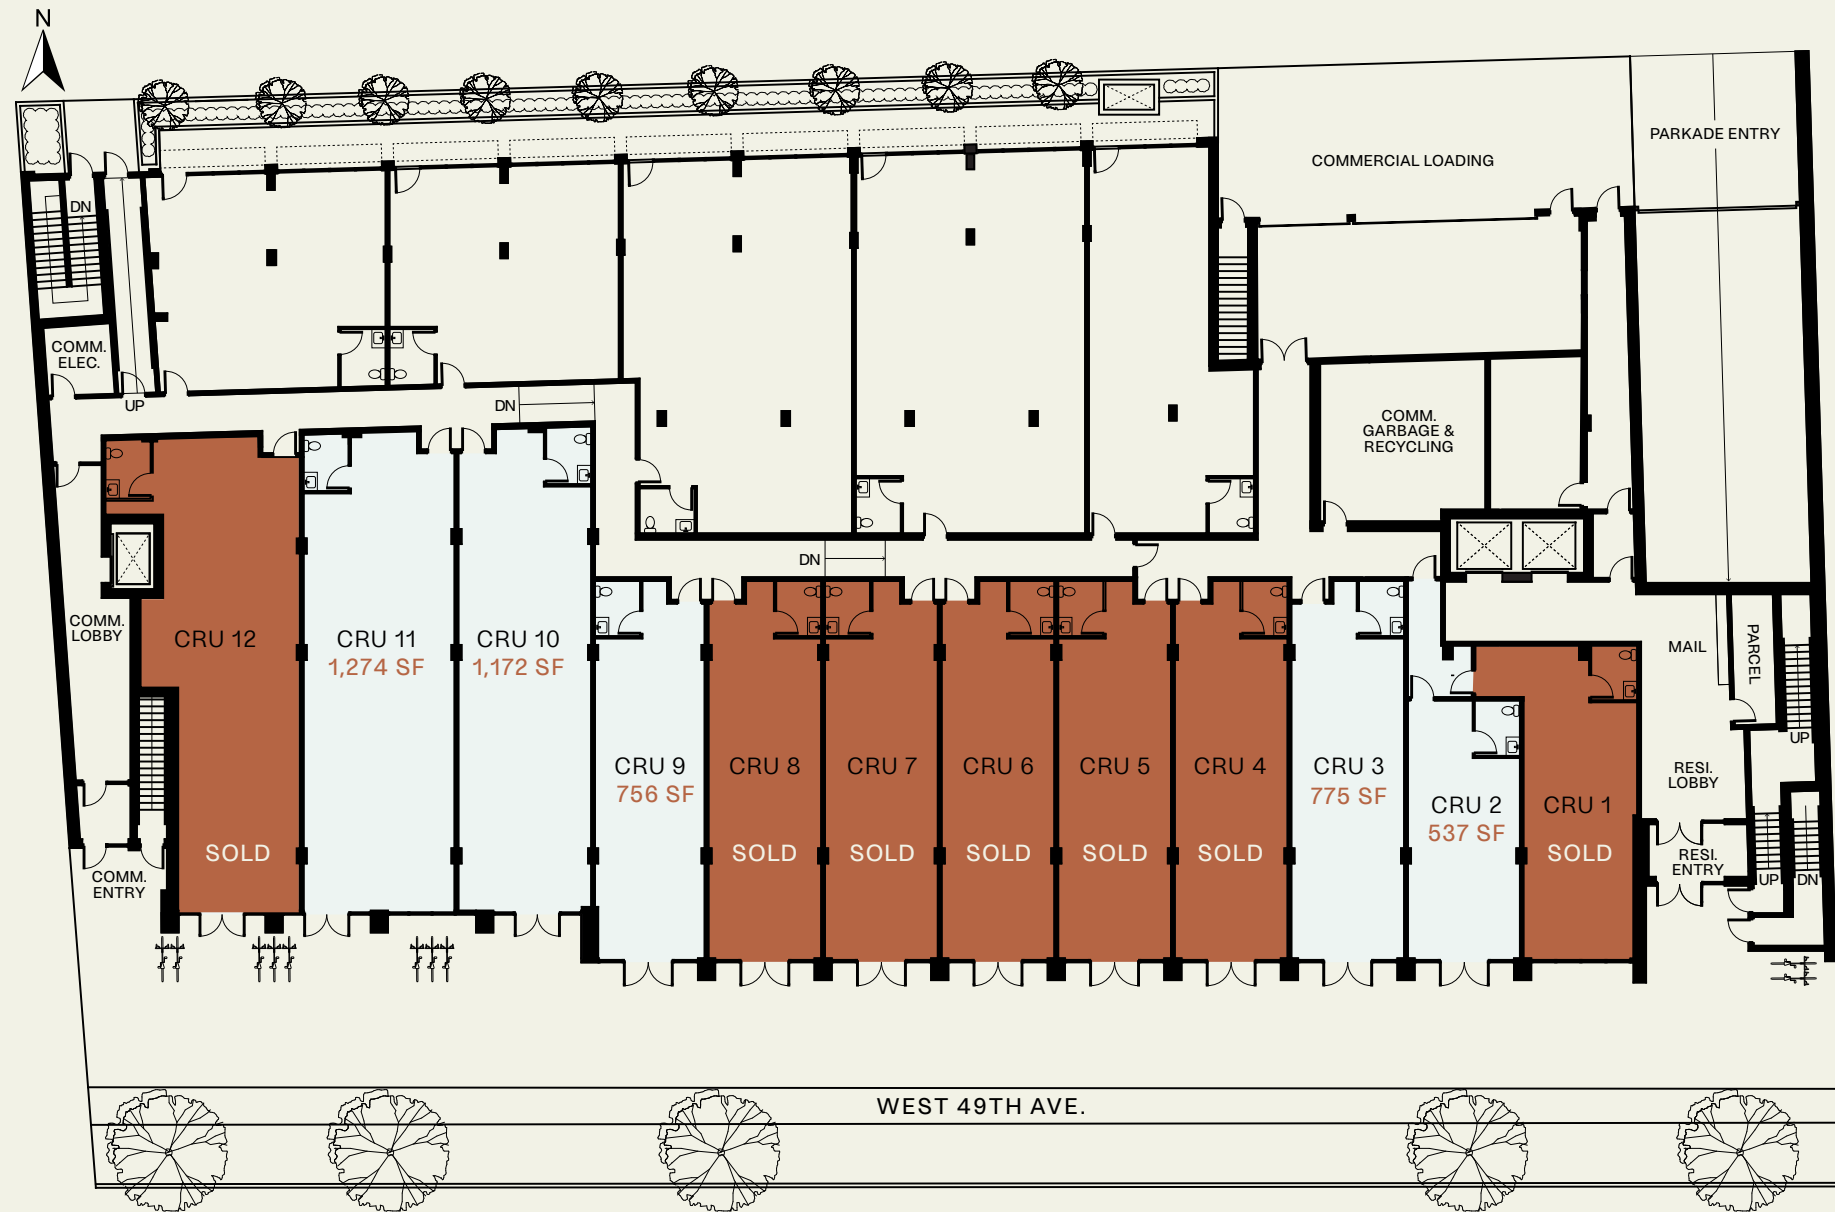 N
PARKADE ENTRY
COMMERCIAL LOADING
DN
COMM.
ELEC.
UP
DN
COMM.
GARBAGE &
RECYCLING
DN
COMM.
LOBBY
CRU 12
SOLD
CRU 11
1,274 SF
CRU 10
1,172 SF
CRU 9
756 SF
CRU 8
SOLD
CRU 7
SOLD
CRU 6
SOLD
CRU 5
SOLD
CRU 4
SOLD
CRU 3
775 SF
CRU 2
537 SF
CRU 1
SOLD
MAIL
PARCEL
UP
RESI.
LOBBY
RESI.
ENTRY
UP
DN
COMM.
ENTRY
WEST 49TH AVE.